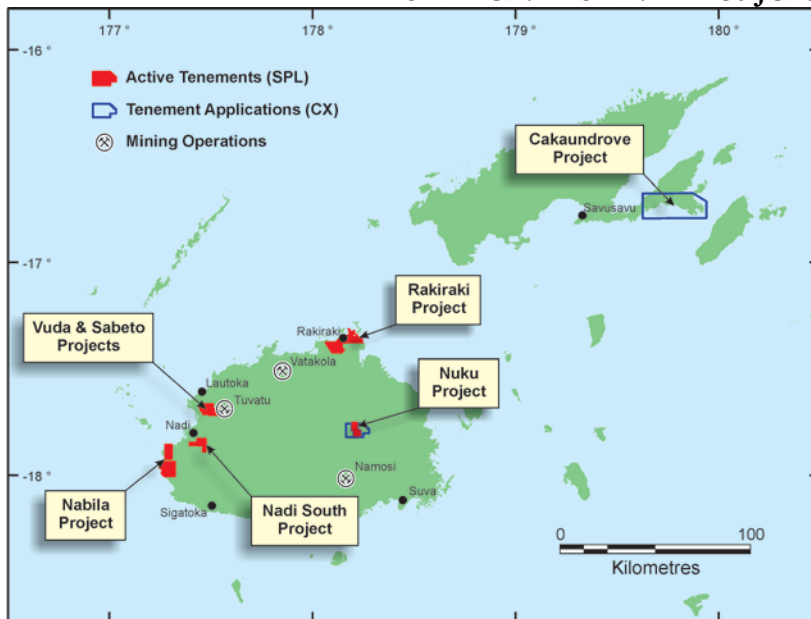 177°
178°
179°
180°
-16°
Active Tenements (SPL)
Tenement Applications (CX)
Mining Operations
Cakaundrove
Project
Savusavu
-17°
Rakiraki
Project
Vuda & Sabeto
Projects
Rakiraki
Vatakola
Nuku
Project
Lautoka
Tuvatu
Nadi
-18°
Namosi
Suva
Nabila
Project
Sigatoka
Nadi South
Project
0
100
Kilometres